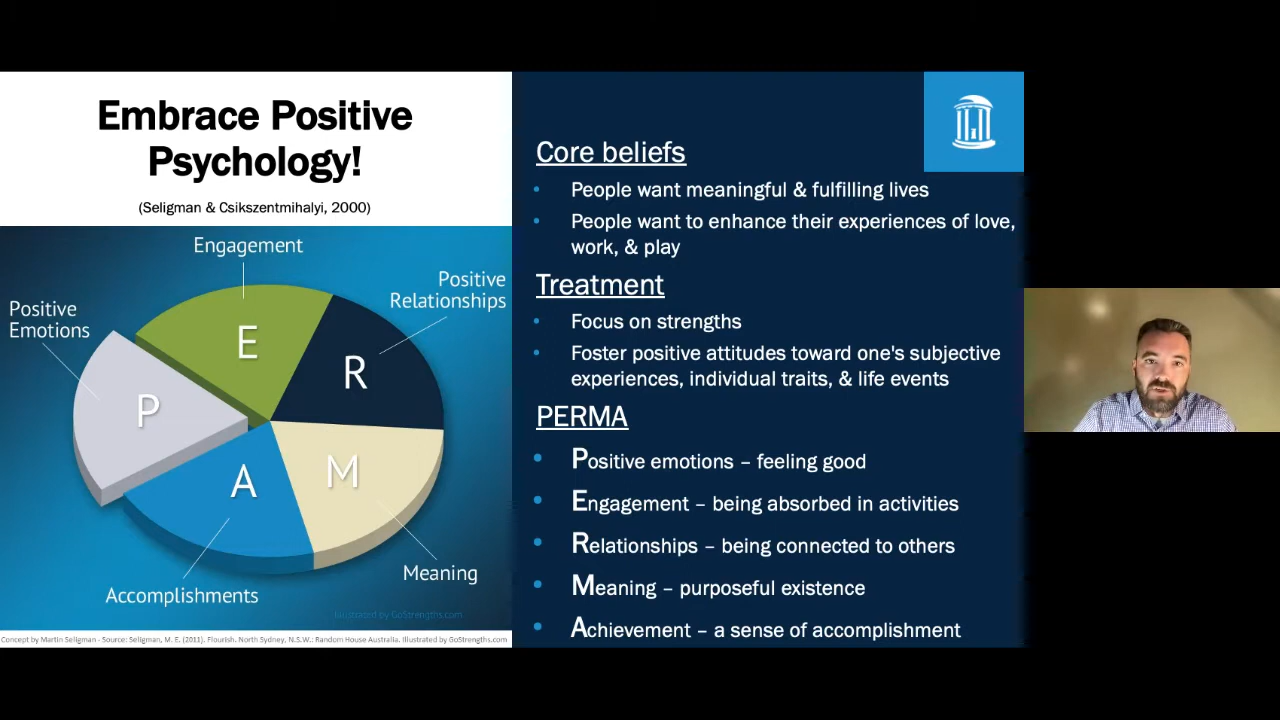 Embrace Positive
Psychology!
(Seligman & Csikszentmihalyi, 2000)
Engagement
Positive
Relationships
Positive
Emotions
E
R
P
A
M
Meaning
Accomplishments
Illustrated by GoStrengths.com
Concept by Martin Seligman - Source: Seligman, M. E. (2011). Flourish. North Sydney, N.S.W.: Random House Australia. Illustrated by GoStrengths.com
Core beliefs
• People want meaningful & fulfilling lives
• People want to enhance their experiences of love,
work, & play
Treatment
• Focus on strengths
• Foster positive attitudes toward one's subjective
experiences, individual traits, & life events
PERMA
• Positive emotions – feeling good
• Engagement – being absorbed in activities
• Relationships – being connected to others
• Meaning – purposeful existence
• Achievement – a sense of accomplishment